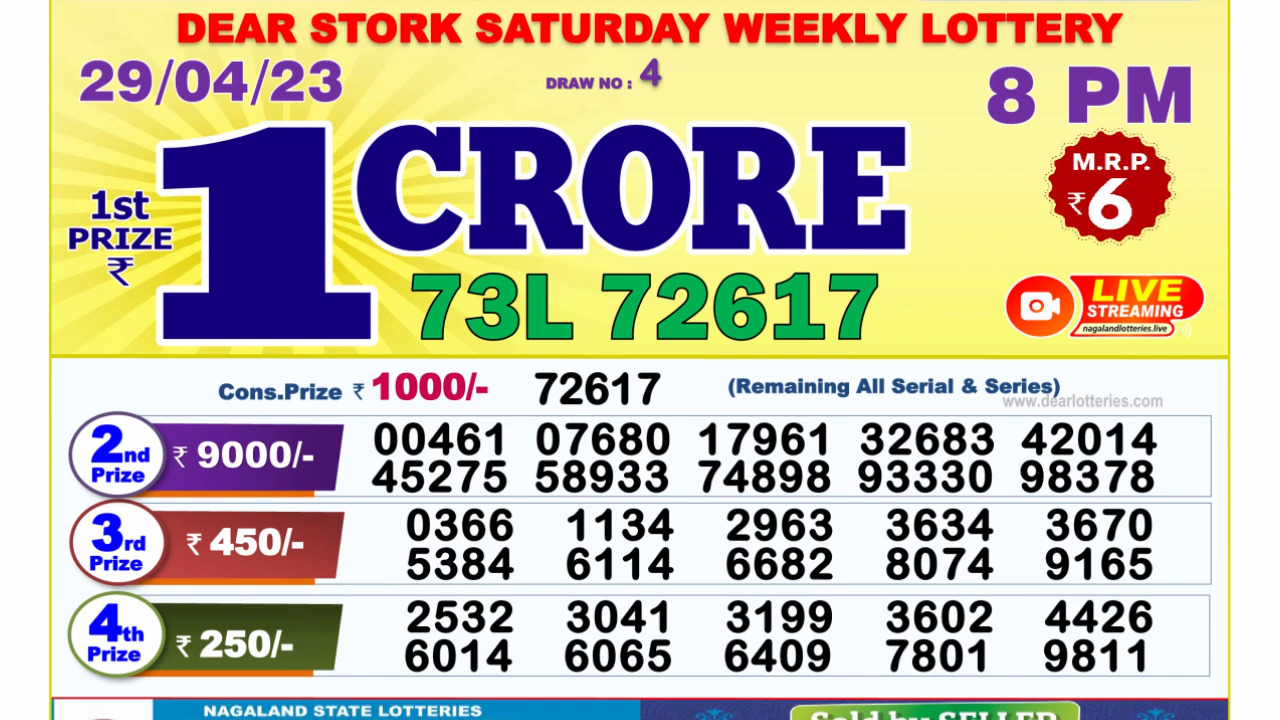 DEAR STORK SATURDAY WEEKLY LOTTERY
29/04/23
DRAW NO : 4
8 PM
M.R.P.
₹6
1st
PRIZE
₹
1 CRORE
73L 72617
LIVE
STREAMING
nagalandlotteries.live
Cons.Prize ₹ 1000/- 72617 (Remaining All Serial & Series)
www.dearlotteries.com
2nd Prize ₹ 9000/-
00461 07680 17961 32683 42014
45275 58933 74898 93330 98378
3rd Prize ₹ 450/-
0366 1134 2963 3634 3670
5384 6114 6682 8074 9165
4th Prize ₹ 250/-
2532 3041 3199 3602 4426
6014 6065 6409 7801 9811
NAGALAND STATE LOTTERIES
Sold by SELLER